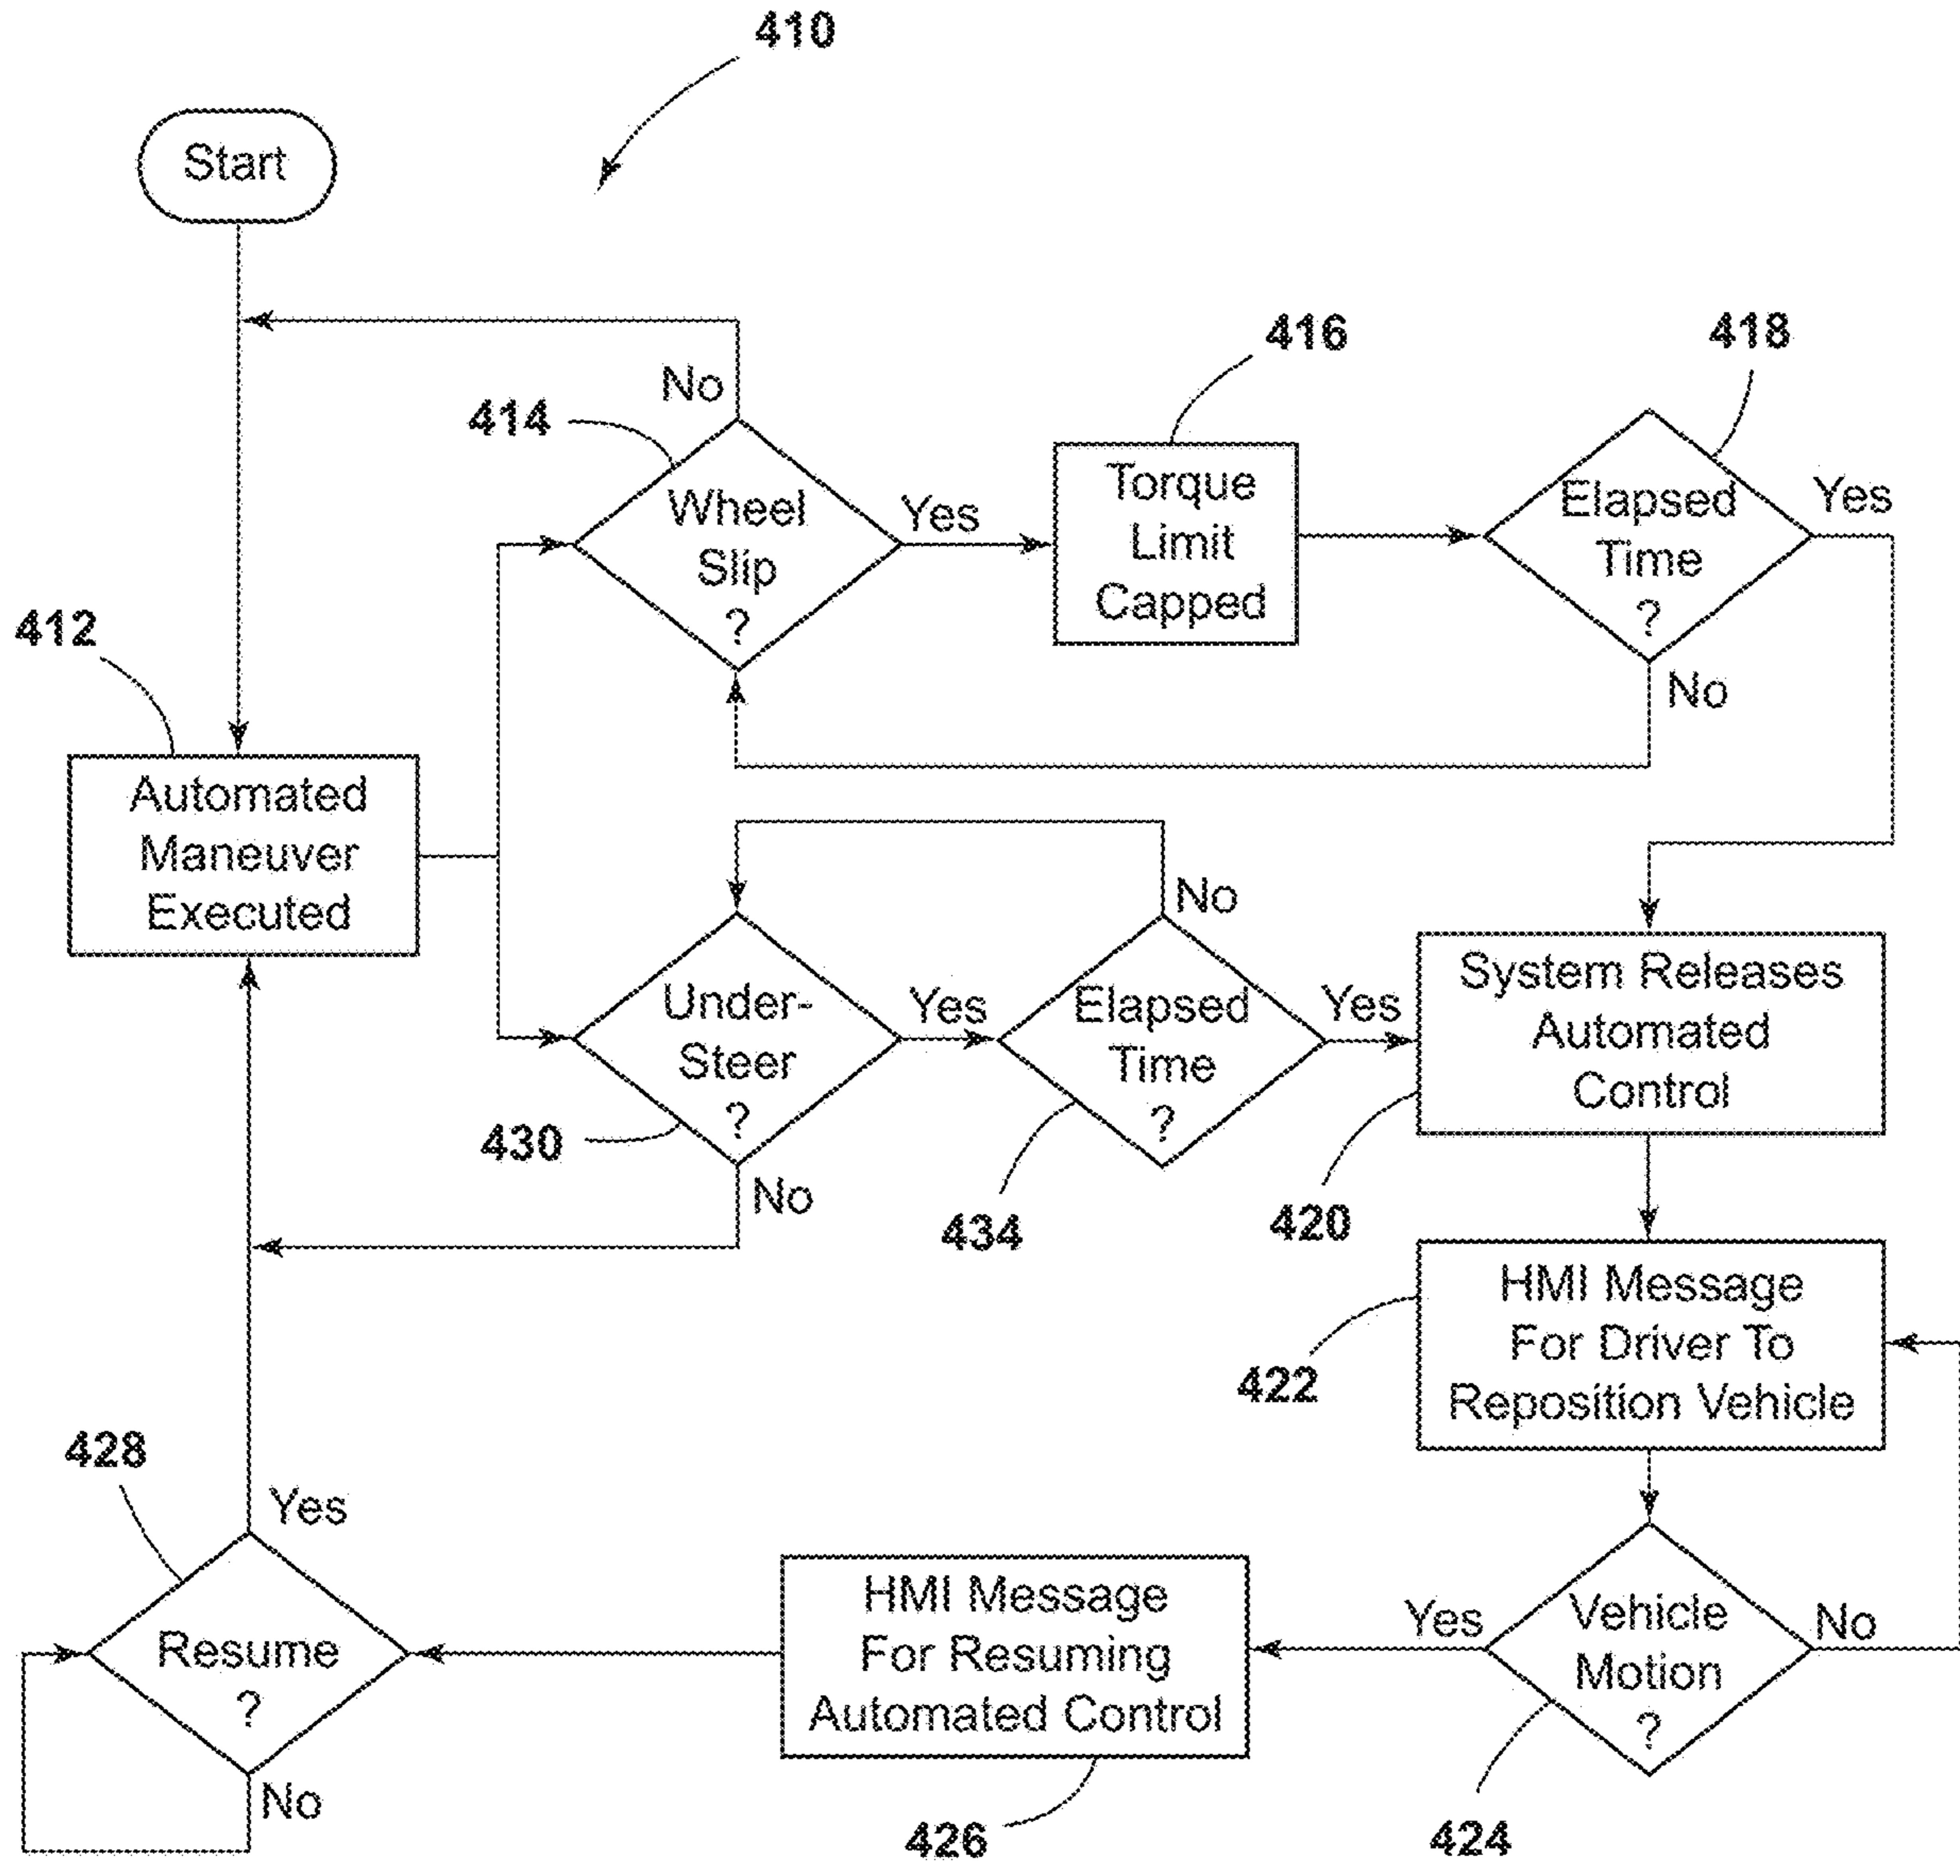 410
Start
No
414
Wheel
Slip
?
Yes
416
Torque
Limit
Capped
418
Elapsed
Time
?
Yes
No
412
Automated
Maneuver
Executed
No
Under-
Steer
?
Yes
430
No
Elapsed
Time
?
Yes
434
System Releases
Automated
Control
420
HMI Message
For Driver To
Reposition Vehicle
422
428
Yes
Resume
?
No
HMI Message
For Resuming
Automated Control
426
Yes
Vehicle
Motion
?
No
424